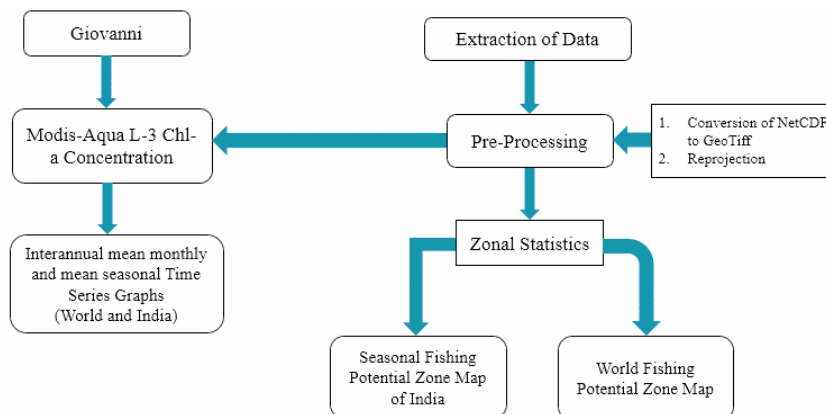 Giovanni
Extraction of Data
Modis-Aqua L-3 Chl-
a Concentration
Pre-Processing
1. Conversion of NetCDF
to GeoTiff
2. Reprojection
Interannual mean monthly
and mean seasonal Time
Series Graphs
(World and India)
Zonal Statistics
Seasonal Fishing
Potential Zone Map
of India
World Fishing
Potential Zone Map